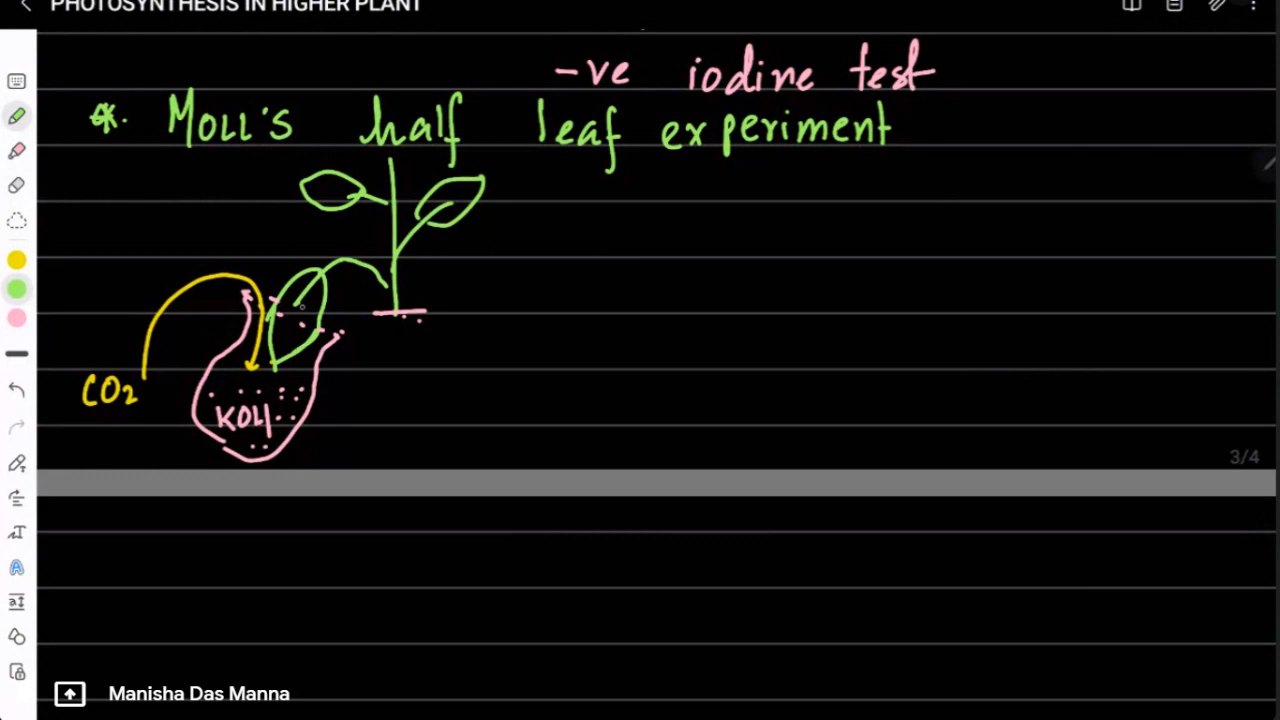 PHOTOSYNTHESIS IN HIGHER PLANT
-ve iodine test
*. MOLL'S half leaf experiment
CO2
KOH
3/4
Manisha Das Manna